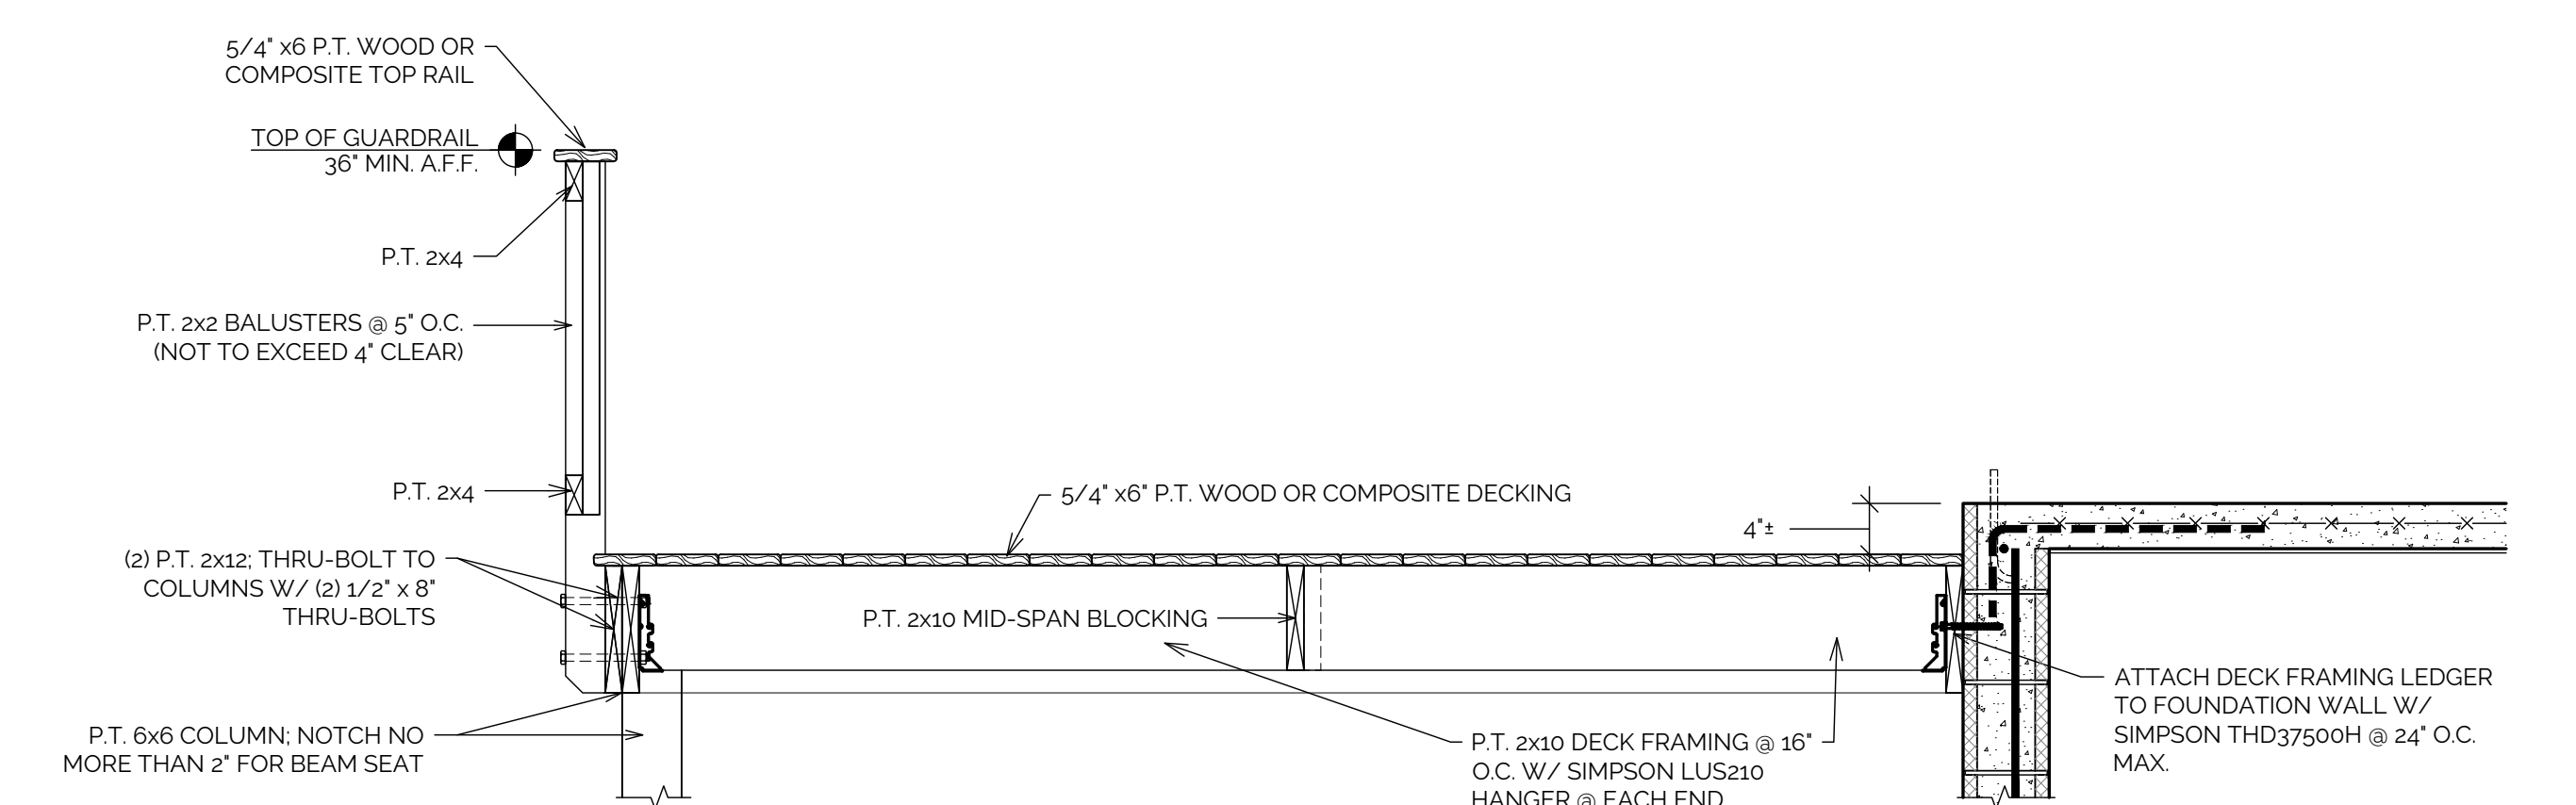 5/4" x6 P.T. WOOD OR
COMPOSITE TOP RAIL
TOP OF GUARDRAIL
36" MIN. A.F.F.
P.T. 2x4
P.T. 2x2 BALUSTERS @ 5" O.C.
(NOT TO EXCEED 4" CLEAR)
P.T. 2x4
5/4" x6" P.T. WOOD OR COMPOSITE DECKING
4"±
(2) P.T. 2x12; THRU-BOLT TO
COLUMNS W/ (2) 1/2" x 8"
THRU-BOLTS
P.T. 2x10 MID-SPAN BLOCKING
P.T. 6x6 COLUMN; NOTCH NO
MORE THAN 2" FOR BEAM SEAT
P.T. 2x10 DECK FRAMING @ 16"
O.C. W/ SIMPSON LUS210
HANGER @ EACH END
ATTACH DECK FRAMING LEDGER
TO FOUNDATION WALL W/
SIMPSON THD37500H @ 24" O.C.
MAX.